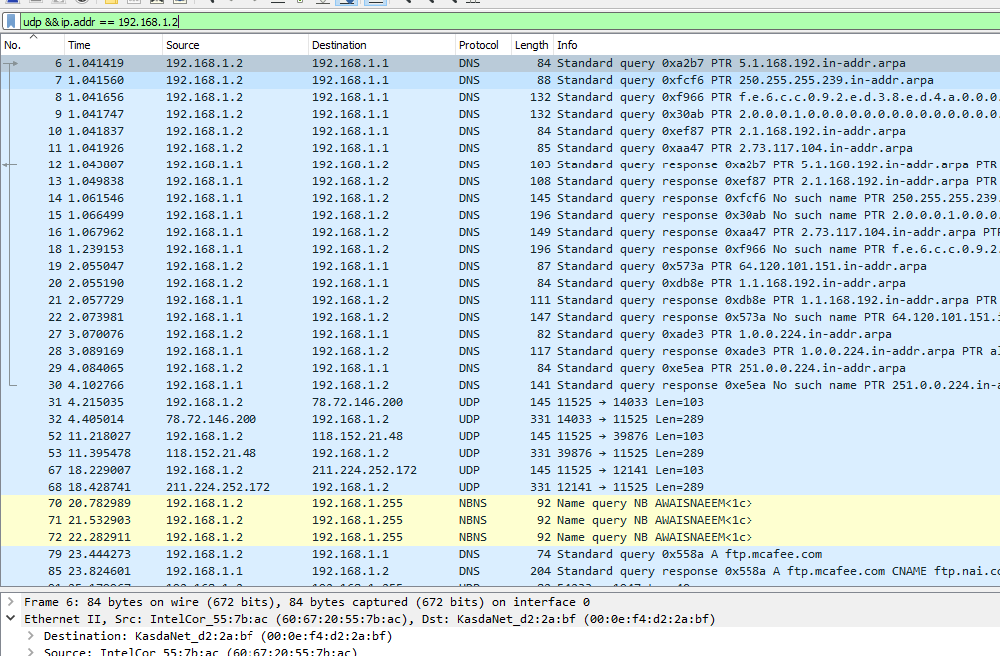 udp && ip.addr == 192.168.1.2
No. Time Source Destination Protocol Length Info
6 1.041419 192.168.1.2 192.168.1.1 DNS 84 Standard query 0xa2b7 PTR 5.1.168.192.in-addr.arpa
7 1.041560 192.168.1.2 192.168.1.1 DNS 88 Standard query 0xfcf6 PTR 250.255.255.239.in-addr.arpa
8 1.041656 192.168.1.2 192.168.1.1 DNS 132 Standard query 0xf966 PTR f.e.6.c.c.0.9.2.e.d.3.8.e.d.4.a.0.0.0.
9 1.041747 192.168.1.2 192.168.1.1 DNS 132 Standard query 0x30ab PTR 2.0.0.0.1.0.0.0.0.0.0.0.0.0.0.0.0.0.0.
10 1.041837 192.168.1.2 192.168.1.1 DNS 84 Standard query 0xef87 PTR 2.1.168.192.in-addr.arpa
11 1.041926 192.168.1.2 192.168.1.1 DNS 85 Standard query 0xaa47 PTR 2.73.117.104.in-addr.arpa
12 1.043807 192.168.1.1 192.168.1.2 DNS 103 Standard query response 0xa2b7 PTR 5.1.168.192.in-addr.arpa PTR
13 1.049838 192.168.1.1 192.168.1.2 DNS 108 Standard query response 0xef87 PTR 2.1.168.192.in-addr.arpa PTR
14 1.061546 192.168.1.1 192.168.1.2 DNS 145 Standard query response 0xfcf6 No such name PTR 250.255.255.239.
15 1.066499 192.168.1.1 192.168.1.2 DNS 196 Standard query response 0x30ab No such name PTR 2.0.0.0.1.0.0.0.
16 1.067962 192.168.1.1 192.168.1.2 DNS 149 Standard query response 0xaa47 PTR 2.73.117.104.in-addr.arpa PTR
18 1.239153 192.168.1.1 192.168.1.2 DNS 196 Standard query response 0xf966 No such name PTR f.e.6.c.c.0.9.2.
19 2.055047 192.168.1.2 192.168.1.1 DNS 87 Standard query 0x573a PTR 64.120.101.151.in-addr.arpa
20 2.055190 192.168.1.2 192.168.1.1 DNS 84 Standard query 0xdb8e PTR 1.1.168.192.in-addr.arpa
21 2.057729 192.168.1.1 192.168.1.2 DNS 111 Standard query response 0xdb8e PTR 1.1.168.192.in-addr.arpa PTR
22 2.073981 192.168.1.1 192.168.1.2 DNS 147 Standard query response 0x573a No such name PTR 64.120.101.151.i
27 3.070076 192.168.1.2 192.168.1.1 DNS 82 Standard query 0xade3 PTR 1.0.0.224.in-addr.arpa
28 3.089169 192.168.1.1 192.168.1.2 DNS 117 Standard query response 0xade3 PTR 1.0.0.224.in-addr.arpa PTR al
29 4.084065 192.168.1.2 192.168.1.1 DNS 84 Standard query 0xe5ea PTR 251.0.0.224.in-addr.arpa
30 4.102766 192.168.1.1 192.168.1.2 DNS 141 Standard query response 0xe5ea No such name PTR 251.0.0.224.in-a
31 4.215035 192.168.1.2 78.72.146.200 UDP 145 11525 → 14033 Len=103
32 4.405014 78.72.146.200 192.168.1.2 UDP 331 14033 → 11525 Len=289
52 11.218027 192.168.1.2 118.152.21.48 UDP 145 11525 → 39876 Len=103
53 11.395478 118.152.21.48 192.168.1.2 UDP 331 39876 → 11525 Len=289
67 18.229007 192.168.1.2 211.224.252.172 UDP 145 11525 → 12141 Len=103
68 18.428741 211.224.252.172 192.168.1.2 UDP 331 12141 → 11525 Len=289
70 20.782989 192.168.1.2 192.168.1.255 NBNS 92 Name query NB AWAISNAEEM<1c>
71 21.532903 192.168.1.2 192.168.1.255 NBNS 92 Name query NB AWAISNAEEM<1c>
72 22.282911 192.168.1.2 192.168.1.255 NBNS 92 Name query NB AWAISNAEEM<1c>
79 23.444273 192.168.1.2 192.168.1.1 DNS 74 Standard query 0x558a A ftp.mcafee.com
85 23.824601 192.168.1.1 192.168.1.2 DNS 204 Standard query response 0x558a A ftp.mcafee.com CNAME ftp.nai.co
Frame 6: 84 bytes on wire (672 bits), 84 bytes captured (672 bits) on interface 0
Ethernet II, Src: IntelCor_55:7b:ac (60:67:20:55:7b:ac), Dst: KasdaNet_d2:2a:bf (00:0e:f4:d2:2a:bf)
Destination: KasdaNet_d2:2a:bf (00:0e:f4:d2:2a:bf)
Source: IntelCor_55:7b:ac (60:67:20:55:7b:ac)